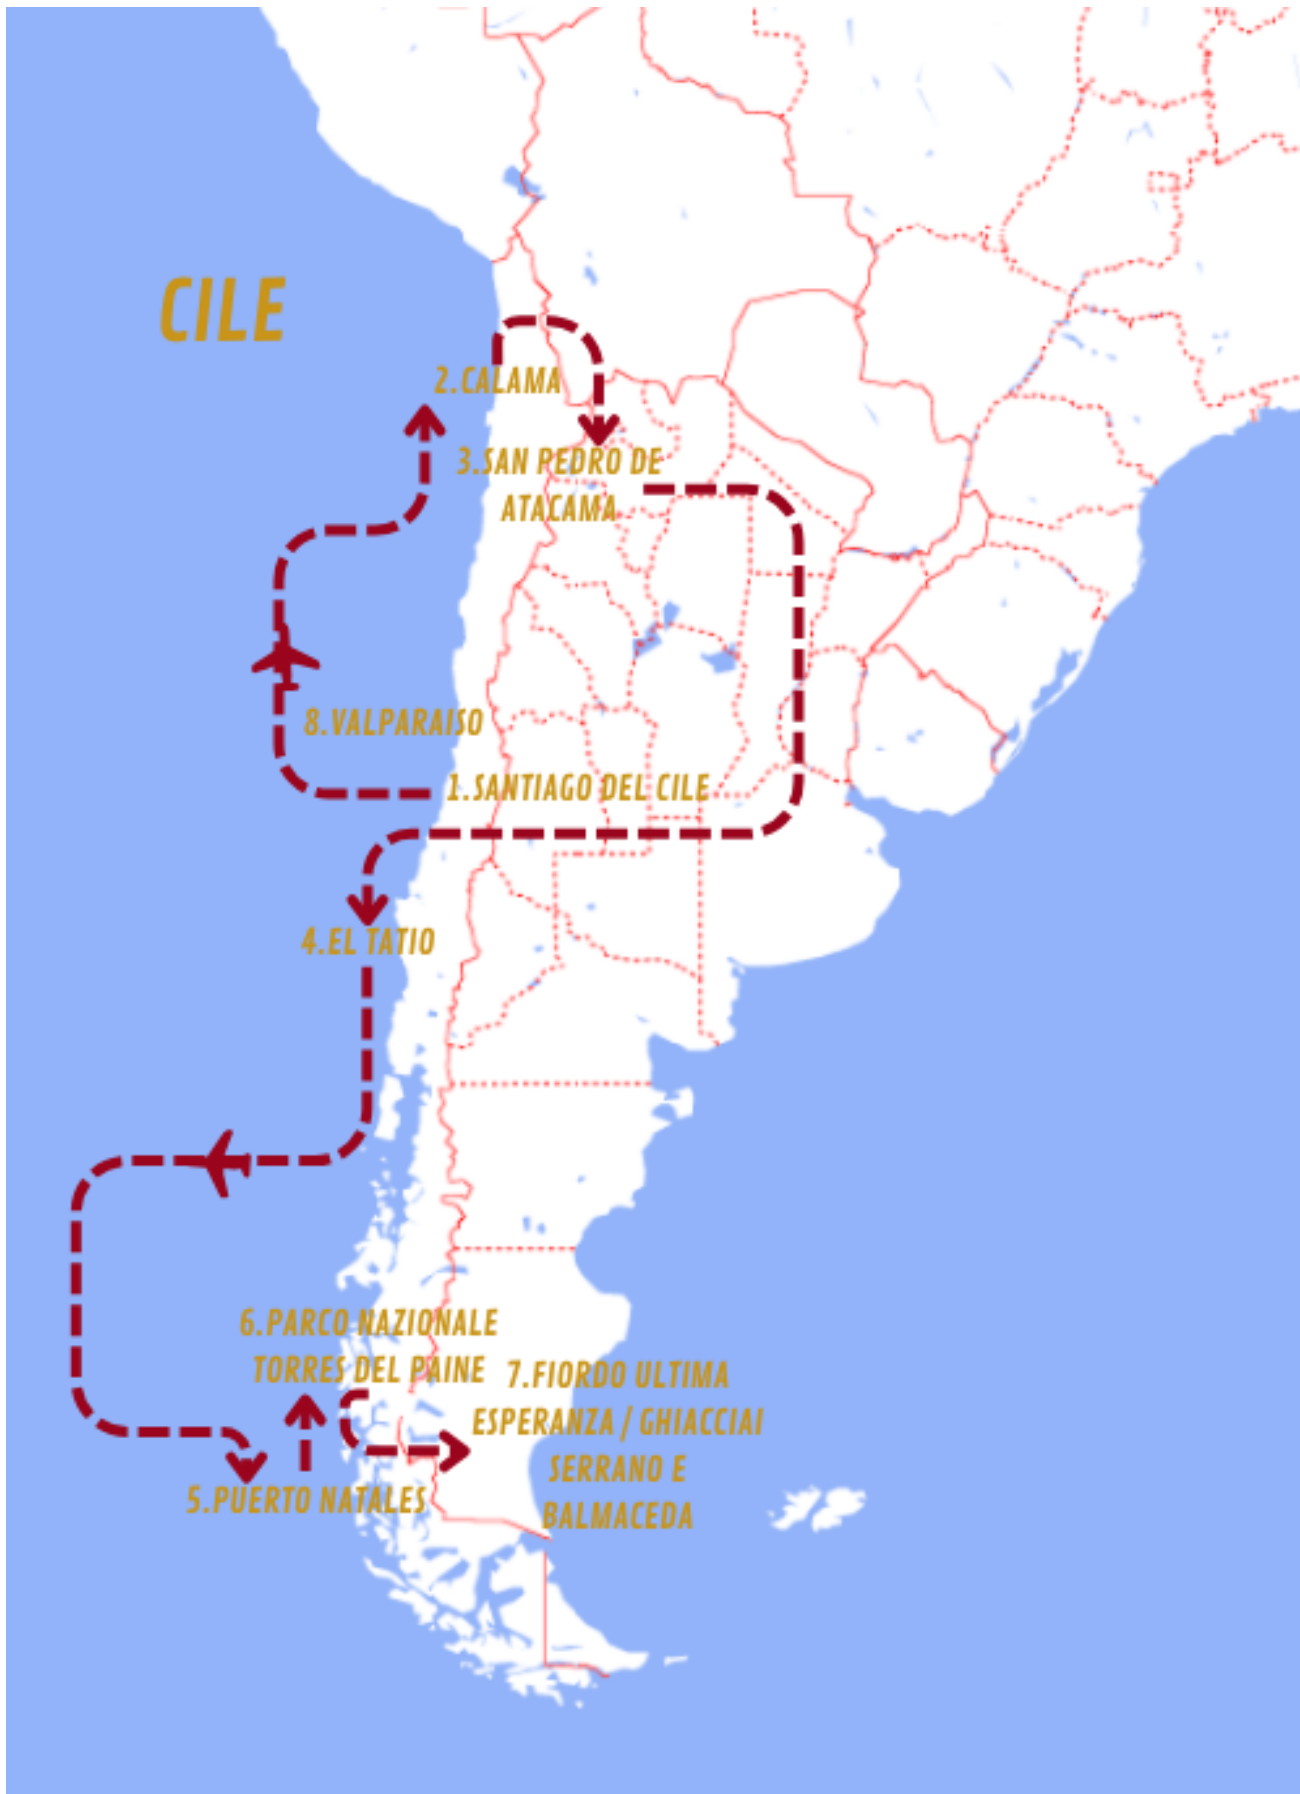 CILE
2.CALAMA
3.SAN PEDRO DE
ATACAMA
8.VALPARAISO
1.SANTIAGO DEL CILE
4.EL TATIO
6.PARCO NAZIONALE
TORRES DEL PAINE
7.FIORDO ULTIMA
ESPERANZA / GHIACCIAI
SERRANO E
BALMACEDA
5.PUERTO NATALES